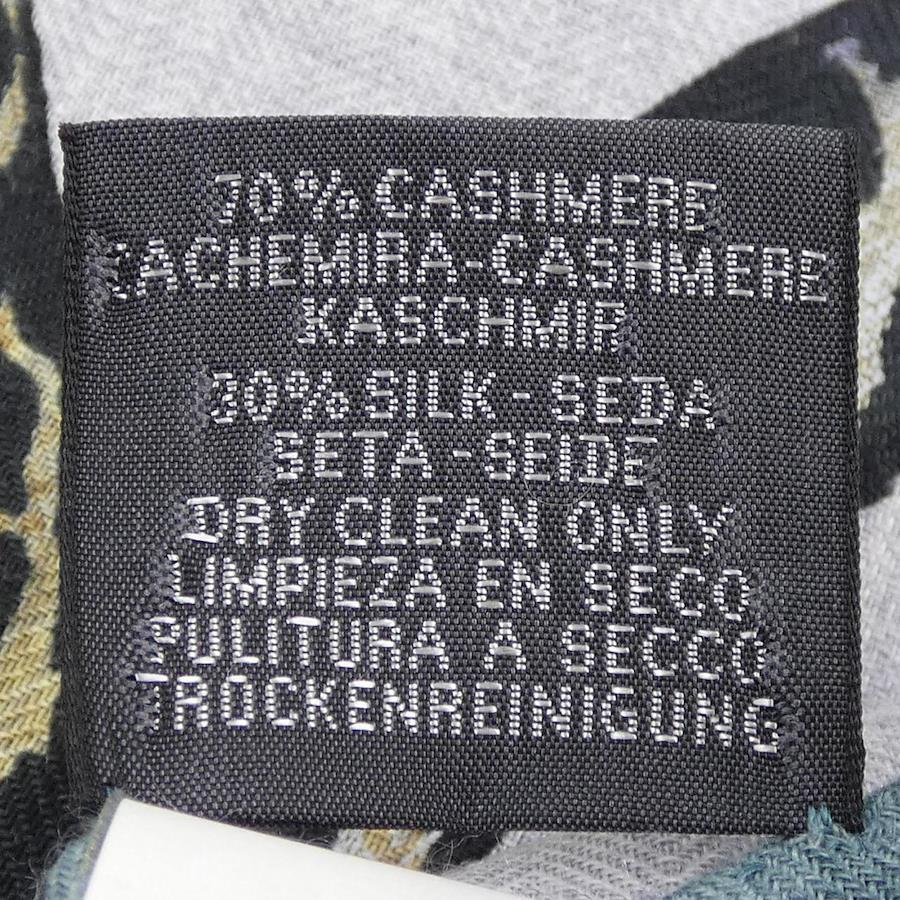 70% CASHMERE
CACHEMIRA-CASHMERE
KASCHMIR
30% SILK - SEDA
SETA - SEIDE
DRY CLEAN ONLY
LIMPIEZA EN SECO
PULITURA A SECCO
TROCKENREINIGUNG